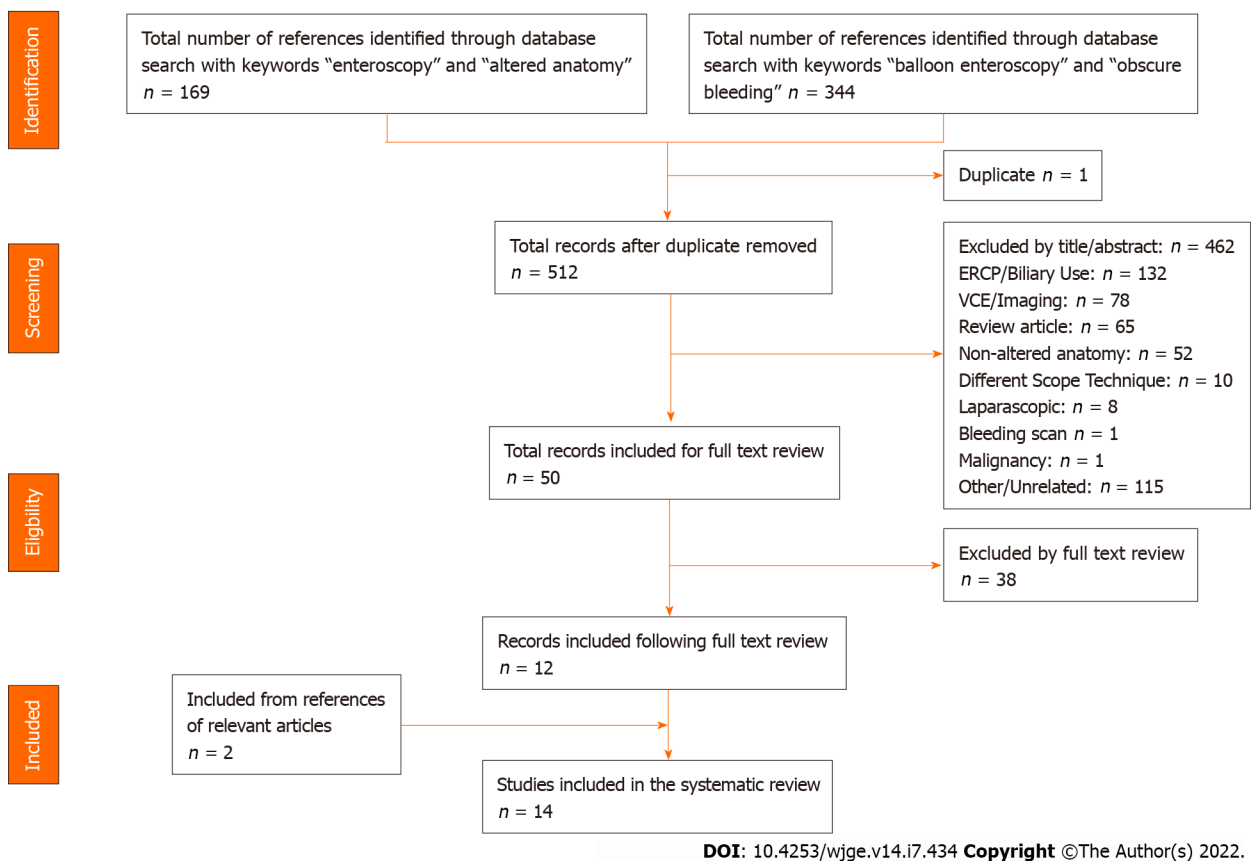 Identification
Total number of references identified through database
search with keywords “enteroscopy” and “altered anatomy”
n = 169
Total number of references identified through database
search with keywords “balloon enteroscopy” and “obscure
bleeding” n = 344
Duplicate n = 1
Screening
Total records after duplicate removed
n = 512
Excluded by title/abstract: n = 462
ERCP/Biliary Use: n = 132
VCE/Imaging: n = 78
Review article: n = 65
Non-altered anatomy: n = 52
Different Scope Technique: n = 10
Laparascopic: n = 8
Bleeding scan n = 1
Malignancy: n = 1
Other/Unrelated: n = 115
Eligbility
Total records included for full text review
n = 50
Excluded by full text review
n = 38
Records included following full text review
n = 12
Included
Included from references
of relevant articles
n = 2
Studies included in the systematic review
n = 14
DOI: 10.4253/wjge.v14.i7.434 Copyright ©The Author(s) 2022.